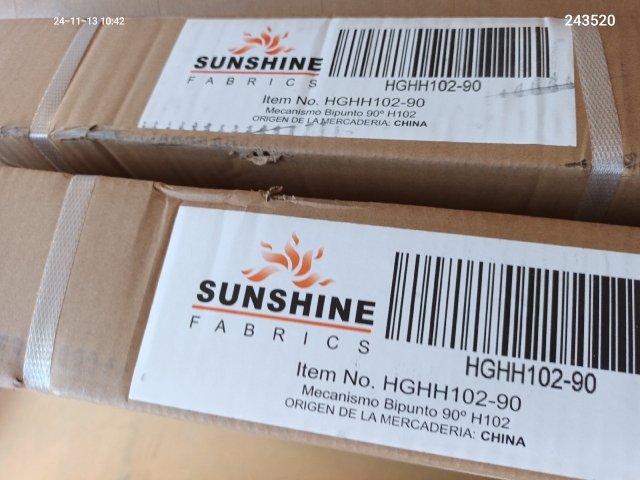 24-11-13 10:42
243520
SUNSHINE
FABRICS
HGHH102-90
Item No. HGHH102-90
Mecanismo Bipunto 90º H102
ORIGEN DE LA MERCADERIA: CHINA
SUNSHINE
FABRICS
HGHH102-90
Item No. HGHH102-90
Mecanismo Bipunto 90º H102
ORIGEN DE LA MERCADERIA: CHINA